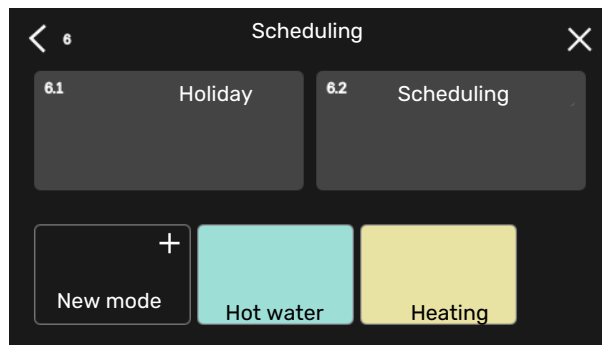 6 Scheduling
6.1 Holiday
6.2 Scheduling
New mode
Hot water
Heating